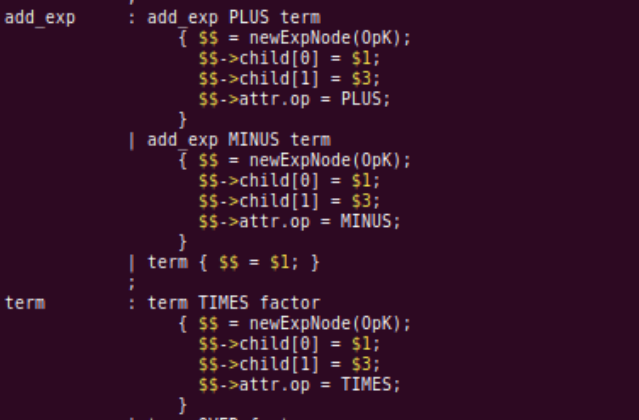 ;
add_exp : add_exp PLUS term
{ $$ = newExpNode(OpK);
$$->child[0] = $1;
$$->child[1] = $3;
$$->attr.op = PLUS;
}
| add_exp MINUS term
{ $$ = newExpNode(OpK);
$$->child[0] = $1;
$$->child[1] = $3;
$$->attr.op = MINUS;
}
| term { $$ = $1; }
;
term : term TIMES factor
{ $$ = newExpNode(OpK);
$$->child[0] = $1;
$$->child[1] = $3;
$$->attr.op = TIMES;
}